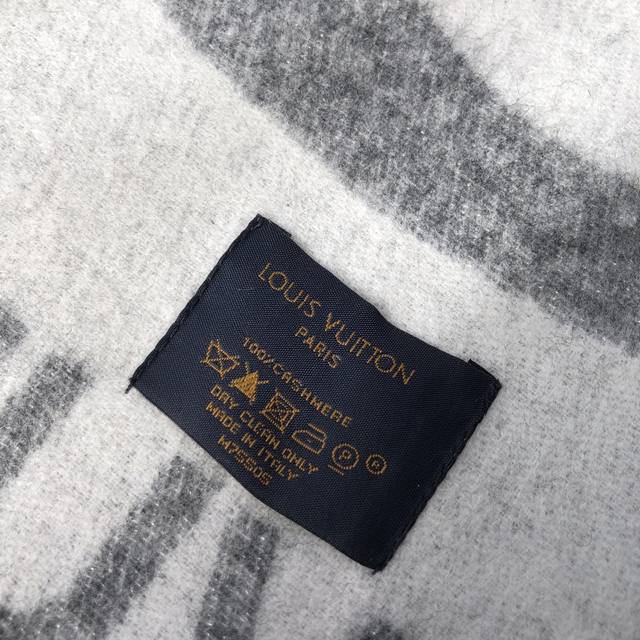 LOUIS VUITTON
PARIS
100%CASHMERE
P ®
DRY CLEAN ONLY
MADE IN ITALY
M75505